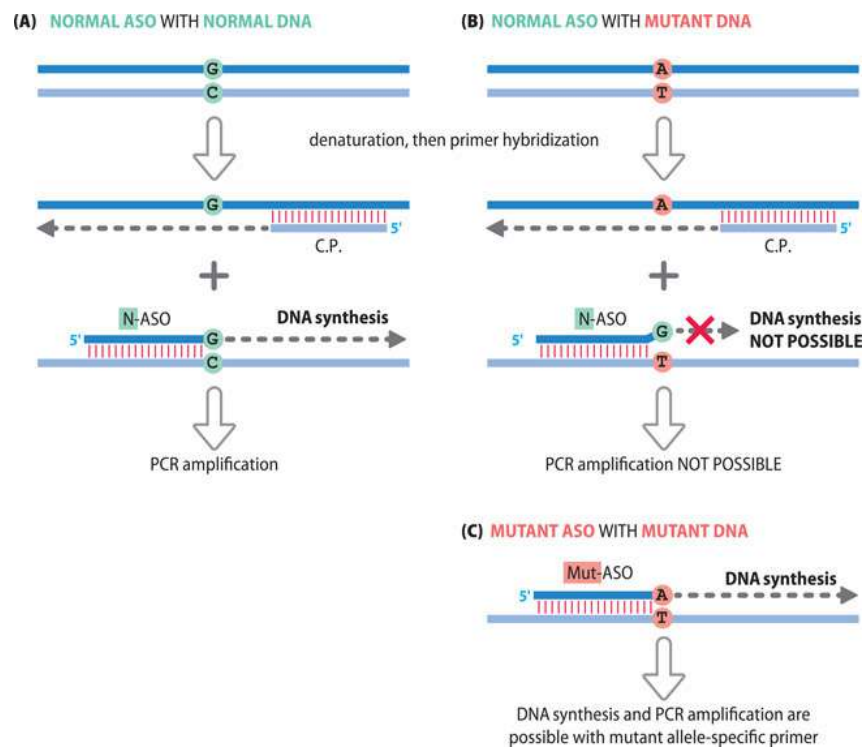 (A) NORMAL ASO WITH NORMAL DNA
G
C
(B) NORMAL ASO WITH MUTANT DNA
A
T
denaturation, then primer hybridization
G
5'
C.P.
A
5'
C.P.
+
+
N-ASO
DNA synthesis
5'
G
C
N-ASO
G
DNA synthesis
NOT POSSIBLE
5'
T
PCR amplification
PCR amplification NOT POSSIBLE
(C) MUTANT ASO WITH MUTANT DNA
Mut-ASO
DNA synthesis
5'
A
T
DNA synthesis and PCR amplification are
possible with mutant allele-specific primer